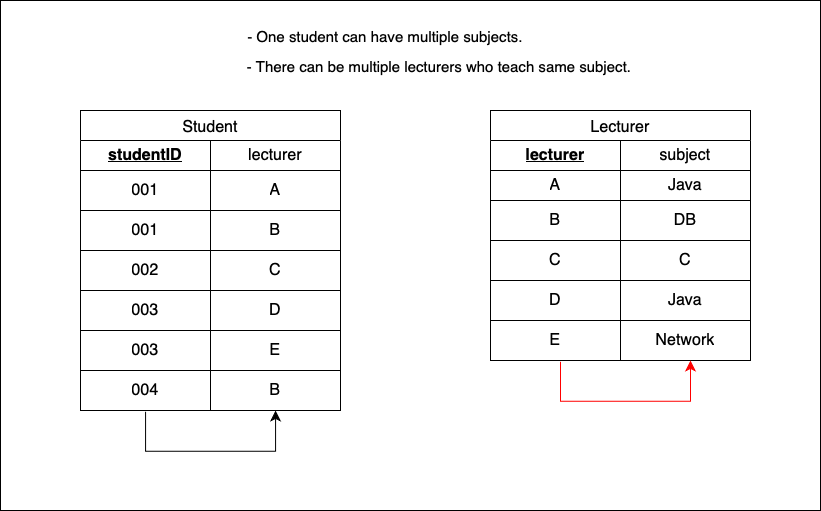 - One student can have multiple subjects.
- There can be multiple lecturers who teach same subject.
Student
studentID lecturer
001 A
001 B
002 C
003 D
003 E
004 B
Lecturer
lecturer subject
A Java
B DB
C C
D Java
E Network